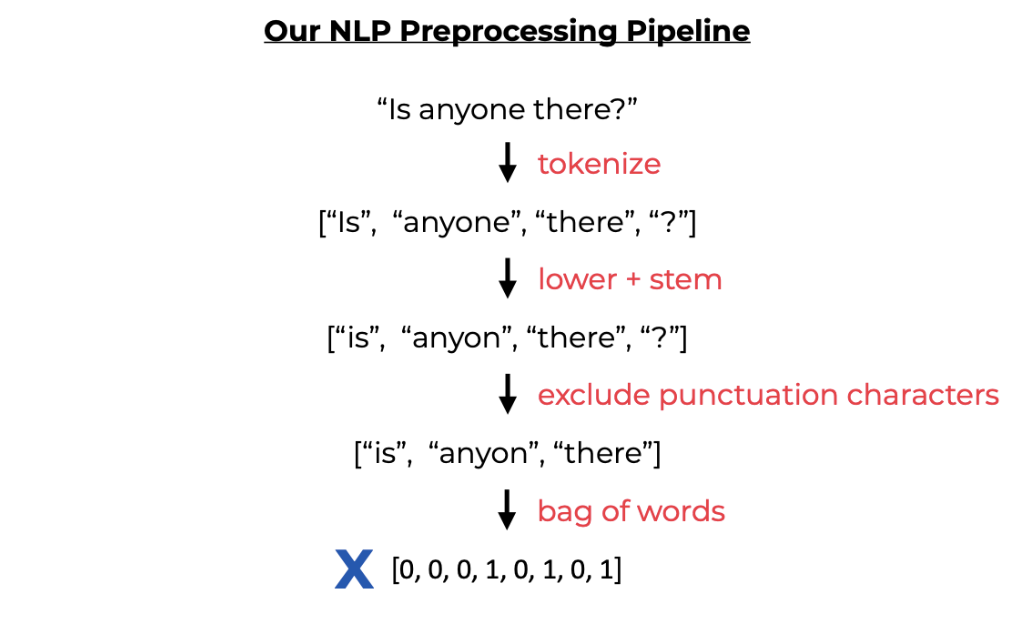 Our NLP Preprocessing Pipeline
“Is anyone there?”
tokenize
[“Is”, “anyone”, “there”, “?”]
lower + stem
[“is”, “anyon”, “there”, “?”]
exclude punctuation characters
[“is”, “anyon”, “there”]
bag of words
X [0, 0, 0, 1, 0, 1, 0, 1]